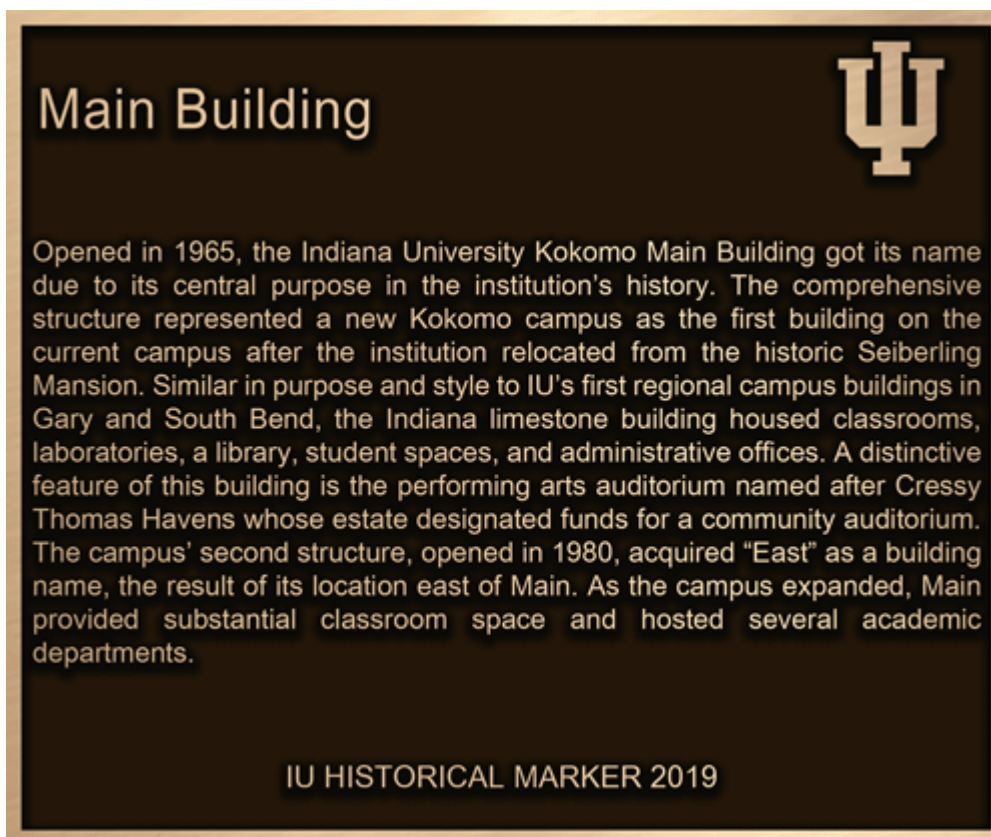 Main Building
Opened in 1965, the Indiana University Kokomo Main Building got its name
due to its central purpose in the institution’s history. The comprehensive
structure represented a new Kokomo campus as the first building on the
current campus after the institution relocated from the historic Seiberling
Mansion. Similar in purpose and style to IU’s first regional campus buildings in
Gary and South Bend, the Indiana limestone building housed classrooms,
laboratories, a library, student spaces, and administrative offices. A distinctive
feature of this building is the performing arts auditorium named after Cressy
Thomas Havens whose estate designated funds for a community auditorium.
The campus’ second structure, opened in 1980, acquired “East” as a building
name, the result of its location east of Main. As the campus expanded, Main
provided substantial classroom space and hosted several academic
departments.
IU HISTORICAL MARKER 2019